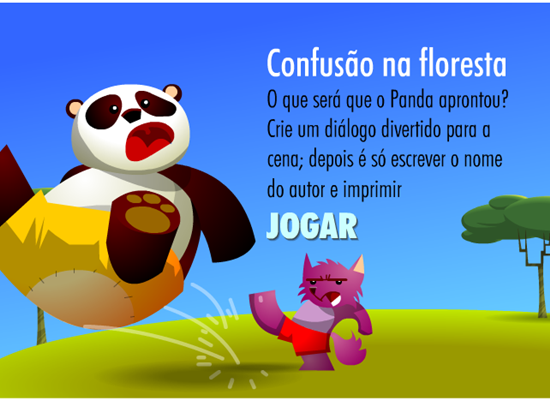 Confusão na floresta
O que será que o Panda aprontou?
Crie um diálogo divertido para a
cena; depois é só escrever o nome
do autor e imprimir
JOGAR